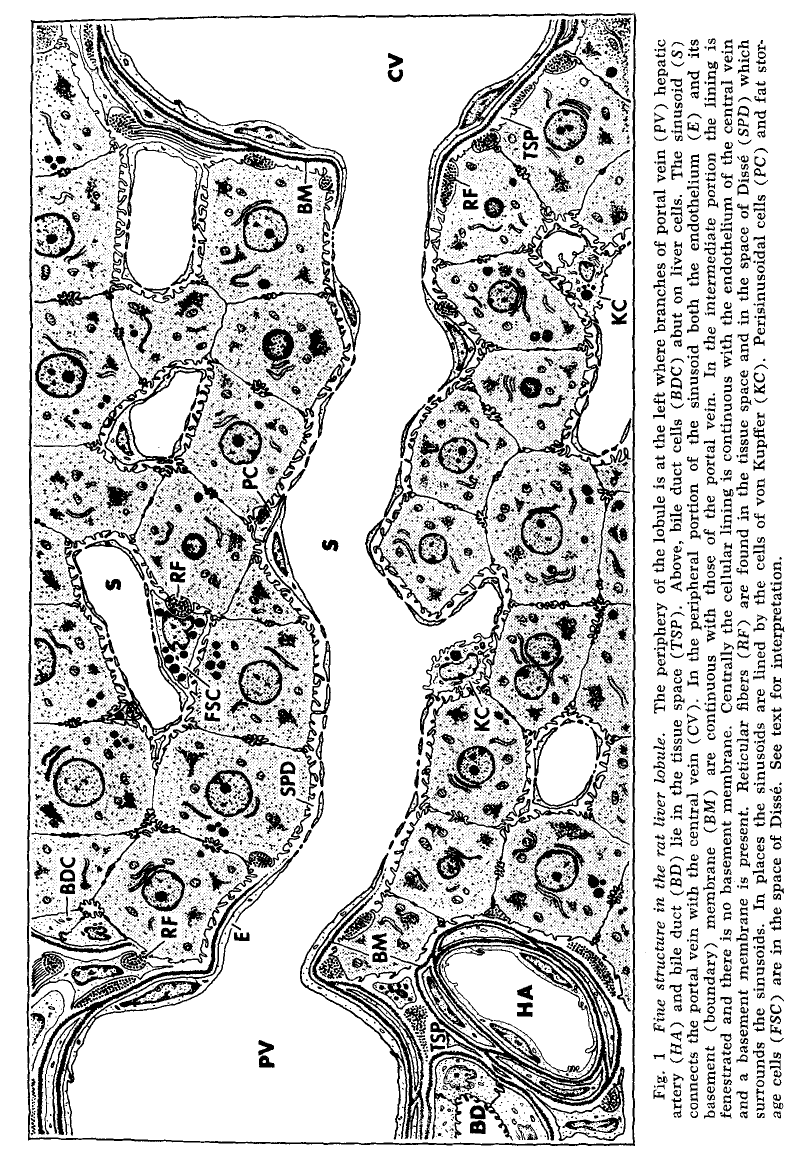 BDC
S
RF
RF
FSC
E
PC
PV
SPD
BM
S
BM
CV
TSP
RF
BD
KC
HA
TSP
KC
Fig. 1 Fine structure in the rat liver lobule. The periphery of the lobule is at the left where branches of portal vein (PV) hepatic
artery (HA) and bile duct (BD) lie in the tissue space (TSP). Above, bile duct cells (BDC) abut on liver cells. The sinusoid (S)
connects the portal vein with the central vein (CV). In the peripheral portion of the sinusoid both the endothelium (E) and its
basement (boundary) membrane (BM) are continuous with those of the portal vein. In the intermediate portion the lining is
fenestrated and there is no basement membrane. Centrally the cellular lining is continuous with the endothelium of the central vein
and a basement membrane is present. Reticular fibers (RF) are found in the tissue space and in the space of Dissé (SPD) which
surrounds the sinusoids. In places the sinusoids are lined by the cells of von Kupffer (KC). Perisinusoidal cells (PC) and fat stor-
age cells (FSC) are in the space of Dissé. See text for interpretation.